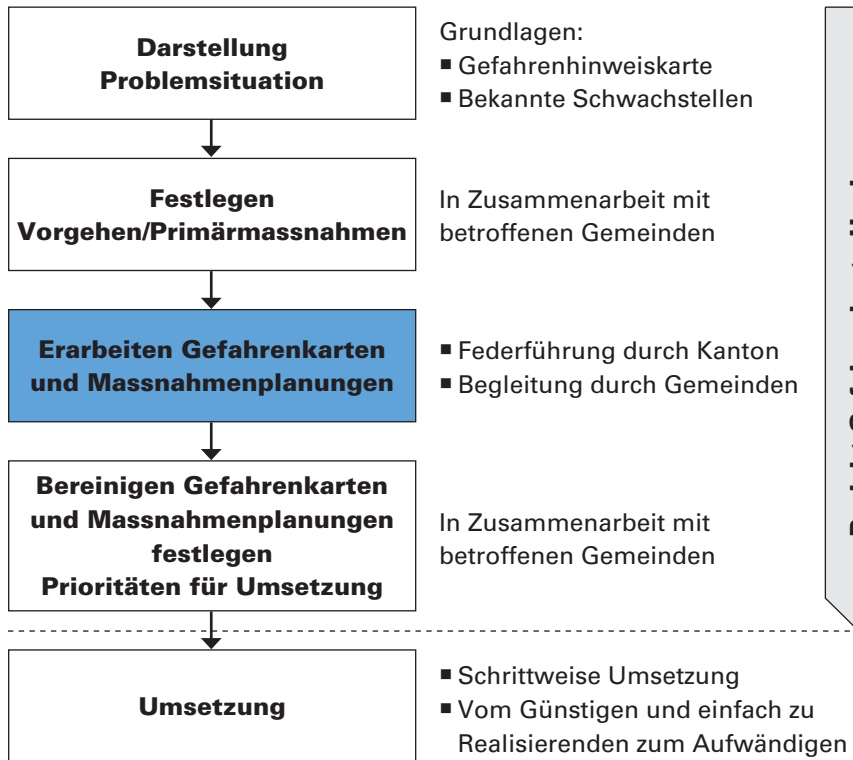 Darstellung
Problemsituation
Grundlagen:
■ Gefahrenhinweiskarte
■ Bekannte Schwachstellen
Festlegen
Vorgehen/Primärmassnahmen
In Zusammenarbeit mit
betroffenen Gemeinden
Erarbeiten Gefahrenkarten
und Massnahmenplanungen
■ Federführung durch Kanton
■ Begleitung durch Gemeinden
Bereinigen Gefahrenkarten
und Massnahmenplanungen
festlegen
Prioritäten für Umsetzung
In Zusammenarbeit mit
betroffenen Gemeinden
Umsetzung
■ Schrittweise Umsetzung
■ Vom Günstigen und einfach zu
Realisierenden zum Aufwändigen